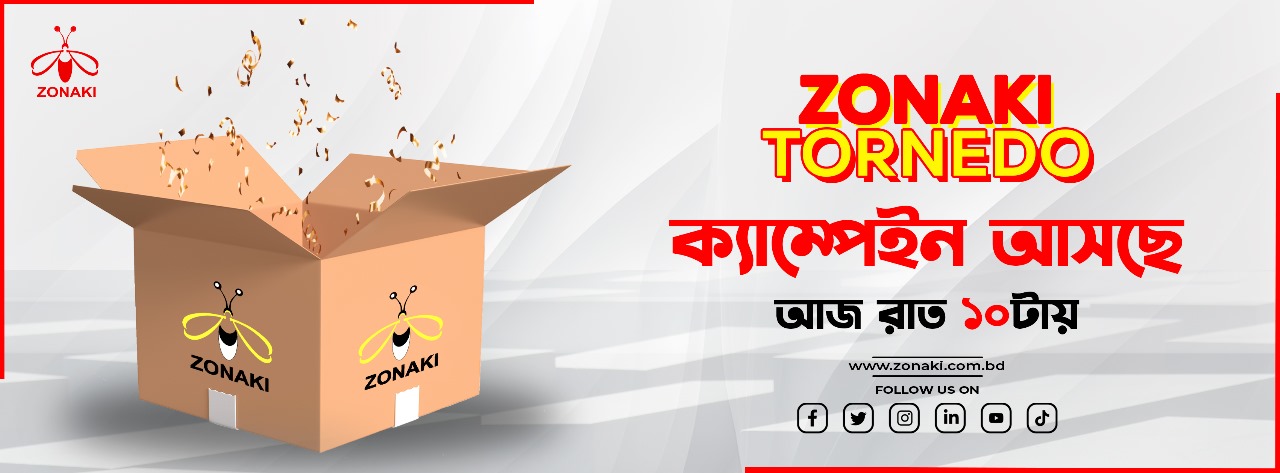 ZONAKI
ZONAKI
ZONAKI
ZONAKI
TORNEDO
ক্যাম্পেইন আসছে
আজ রাত ১০টায়
www.zonaki.com.bd
FOLLOW US ON